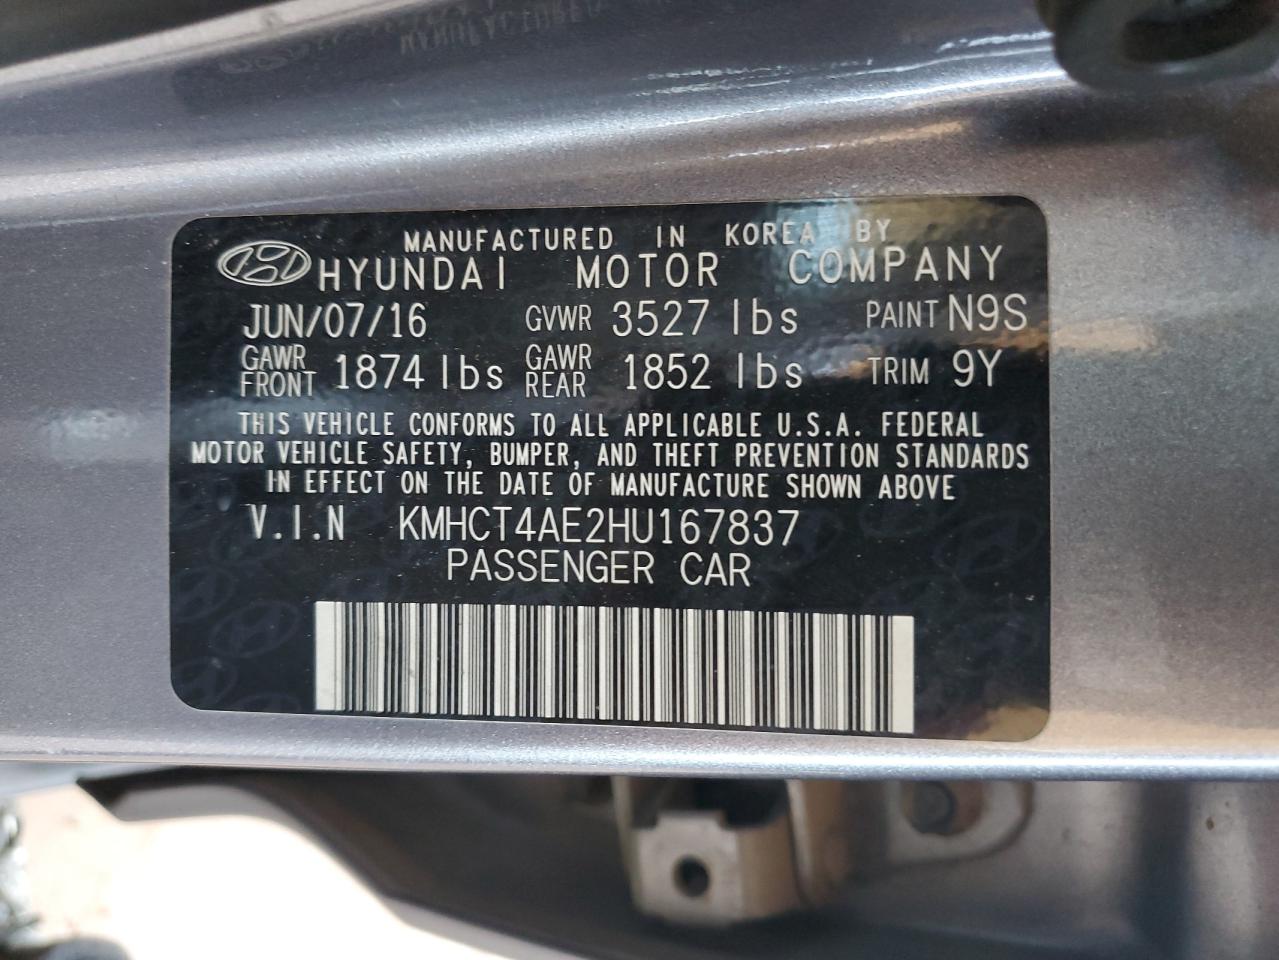 MANUFACTURED IN KOREA BY
HYUNDAI MOTOR COMPANY
JUN/07/16 GVWR 3527 lbs PAINT N9S
GAWR FRONT 1874 lbs GAWR REAR 1852 lbs TRIM 9Y
THIS VEHICLE CONFORMS TO ALL APPLICABLE U.S.A. FEDERAL
MOTOR VEHICLE SAFETY, BUMPER, AND THEFT PREVENTION STANDARDS
IN EFFECT ON THE DATE OF MANUFACTURE SHOWN ABOVE
V.I.N KMHCT4AE2HU167837
PASSENGER CAR